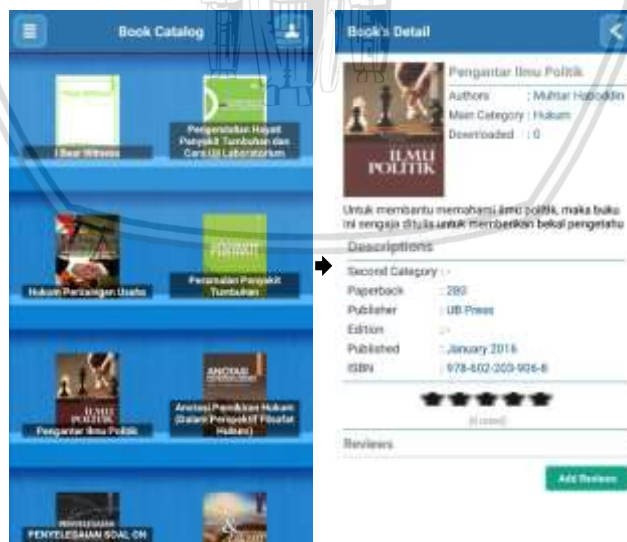 Book Catalog
I Bear Witness
Pengendalian Hayati
Penyakit Tumbuhan dan
Cara Uji Laboratorium
Hukum Persaingan Usaha
Peramalan Penyakit
Tumbuhan
ILMU
POLITIK
Pengantar Ilmu Politik
ANOTASI
Anotasi Pemikiran Hukum
(Dalam Perspektif Filsafat
Hukum)
PENYELESAIAN
PENYELESAIAN SOAL ON
Book's Detail
Pengantar Ilmu Politik
Authors : Muhtar Haboddin
Main Category : Hukum
Downloaded : 0
ILMU
POLITIK
Untuk membantu memahami ilmu politik, maka buku
ini sengaja ditulis untuk memberikan bekal pengetahu
Descriptions
Second Category : -
Paperback : 280
Publisher : UB Press
Edition : -
Published : January 2016
ISBN : 978-602-203-906-8
Reviews
Add Reviews